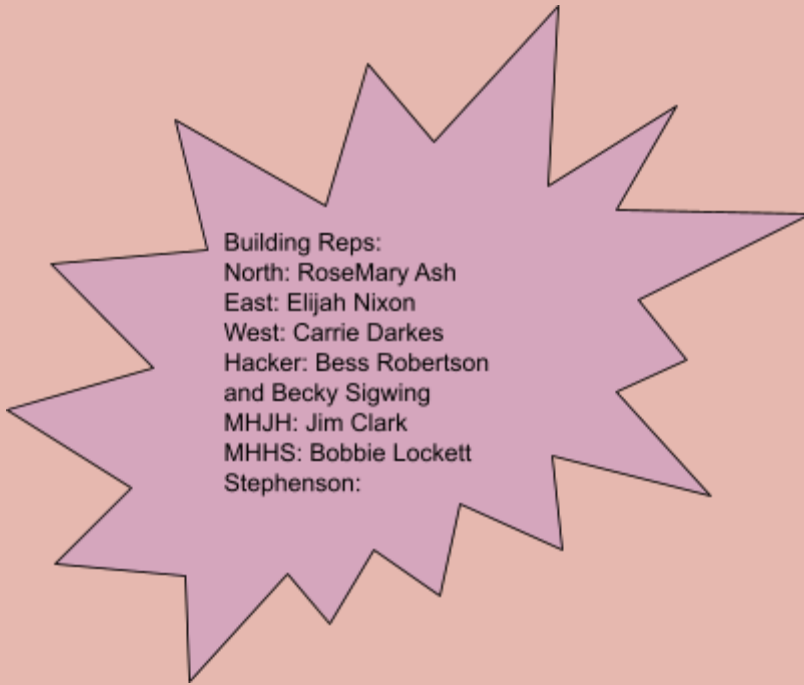 Building Reps:
North: RoseMary Ash
East: Elijah Nixon
West: Carrie Darkes
Hacker: Bess Robertson
and Becky Sigwing
MHJH: Jim Clark
MHHS: Bobbie Lockett
Stephenson: